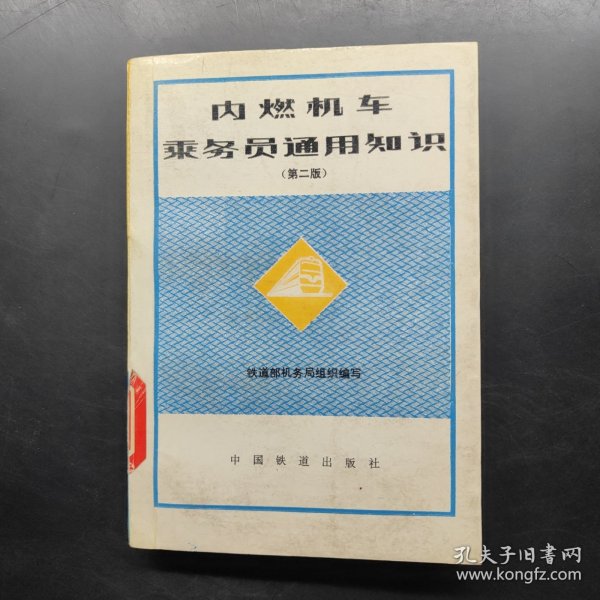 内燃机车
乘务员通用知识
（第二版）
铁道部机务局组织编写
中国铁道出版社
孔夫子旧书网
www.kongfz.com